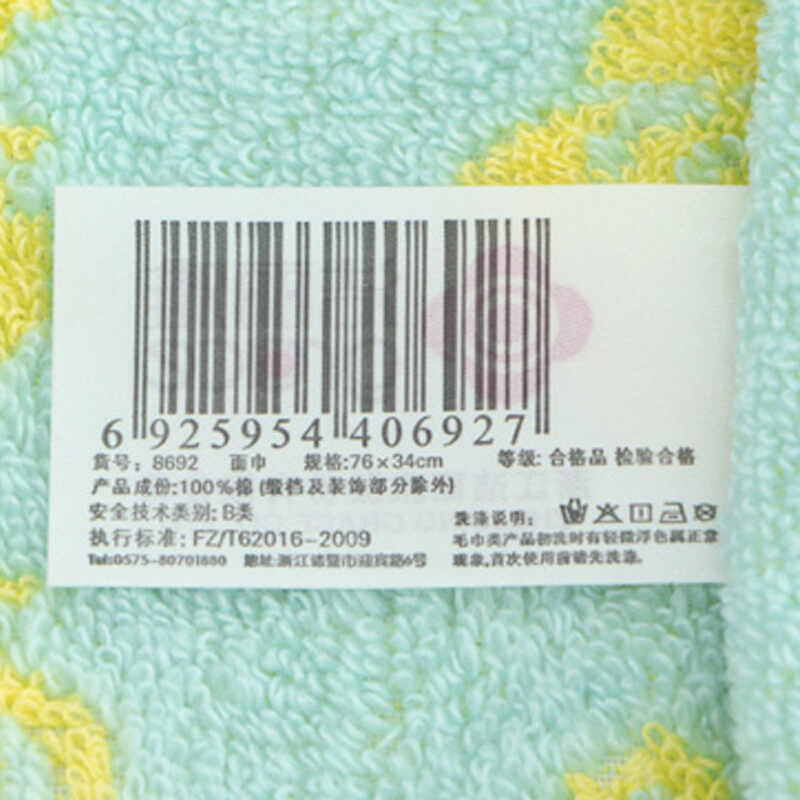 6 925954 406927
货号: 8692 面巾 规格:76×34cm 等级: 合格品 检验合格
产品成份:100%棉(缎档及装饰部分除外)
安全技术类别: B类
执行标准: FZ/T62016-2009
Tel:0575-80701880 地址:浙江诸暨市迎宾路6号
洗涤说明:
毛巾类产品初洗时有轻微浮色属正常
现象,首次使用前请先洗涤.